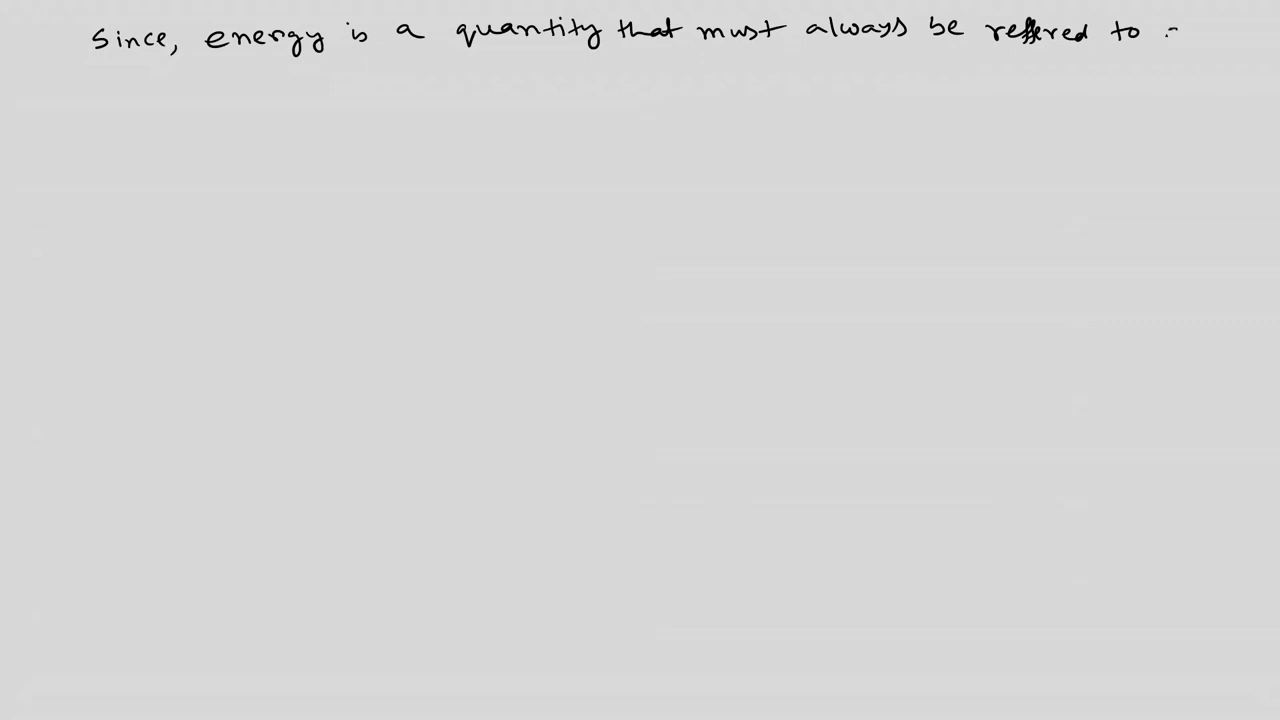 Since, energy is a quantity that must always be reffered to